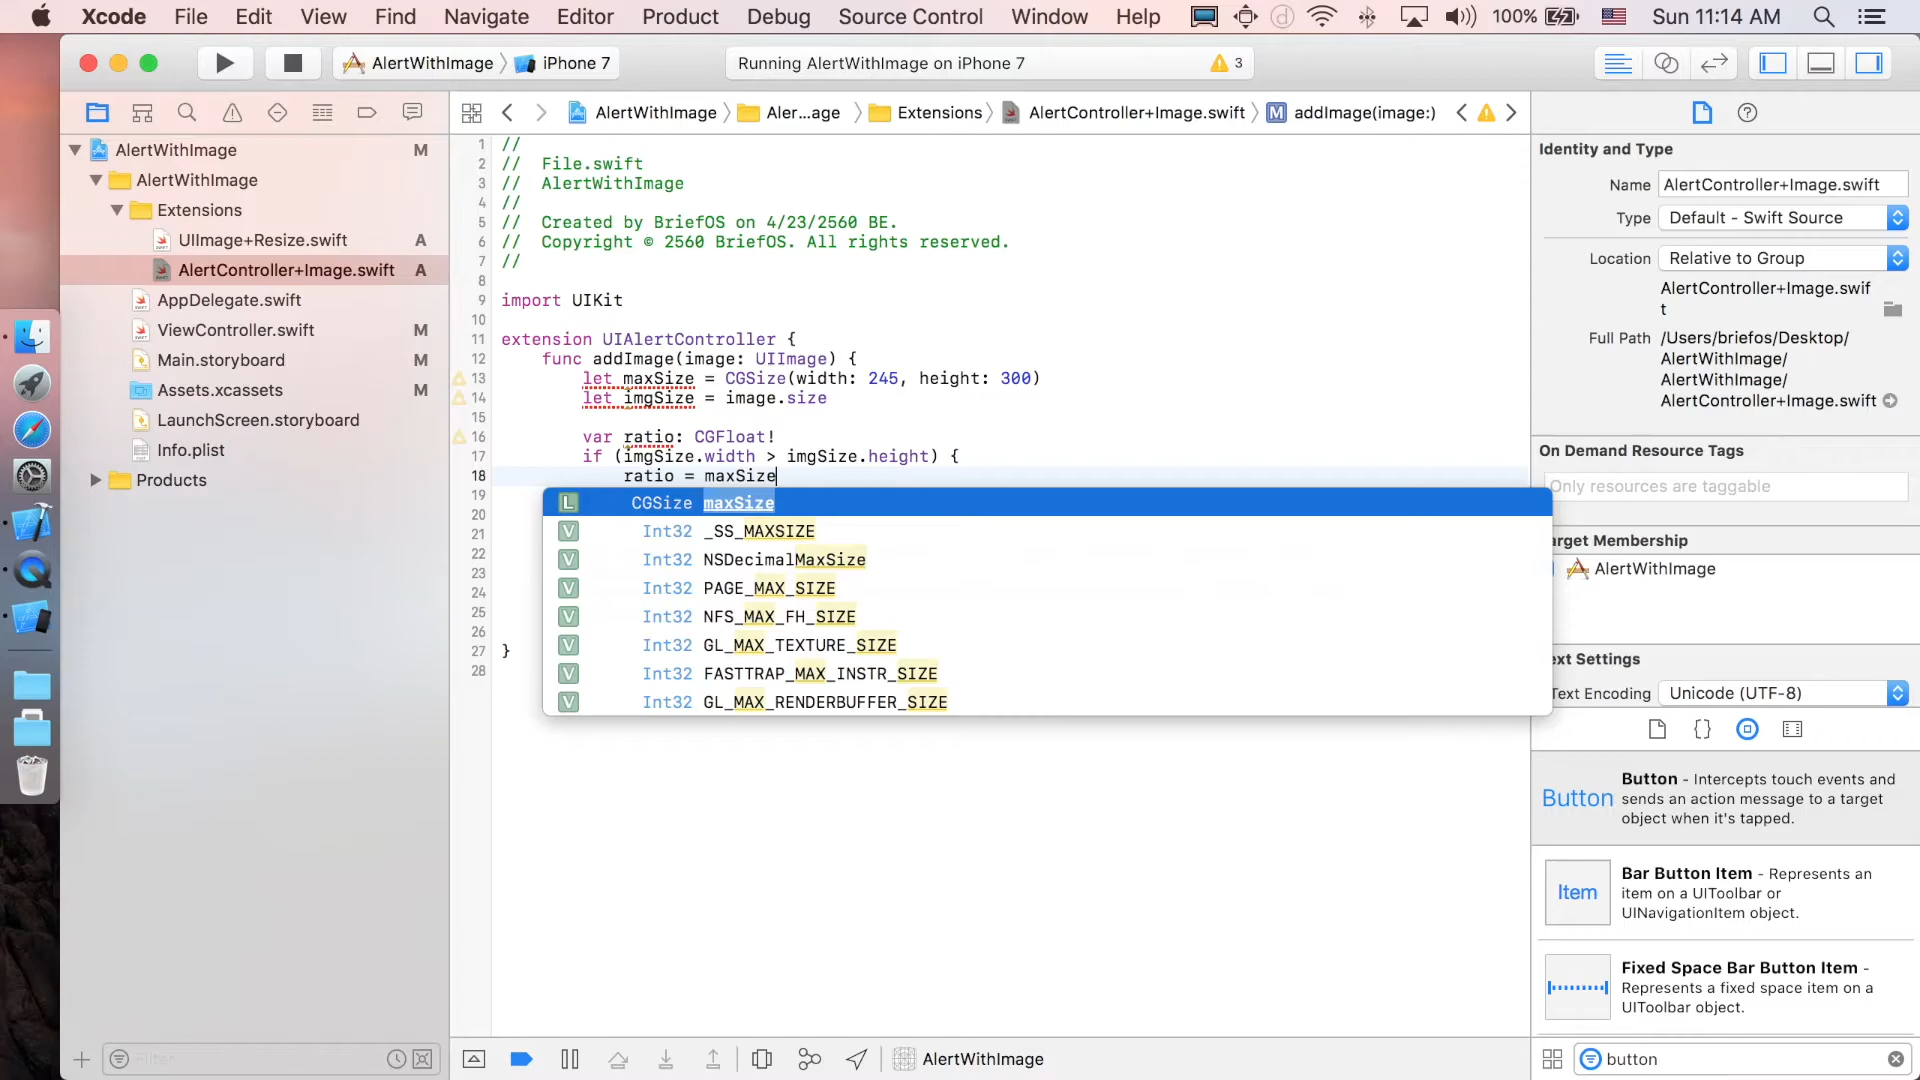 Xcode File Edit View Find Navigate Editor Product Debug Source Control Window Help 100% Sun 11:14 AM
AlertWithImage iPhone 7 Running AlertWithImage on iPhone 7 3
AlertWithImage Aler...age Extensions AlertController+Image.swift M addImage(image:)
AlertWithImage M
AlertWithImage
Extensions
UIImage+Resize.swift A
AlertController+Image.swift A
AppDelegate.swift
ViewController.swift M
Main.storyboard M
Assets.xcassets M
LaunchScreen.storyboard
Info.plist
Products
Filter
1 //
2 // File.swift
3 // AlertWithImage
4 //
5 // Created by BriefOS on 4/23/2560 BE.
6 // Copyright © 2560 BriefOS. All rights reserved.
7 //
8
9 import UIKit
10
11 extension UIAlertController {
12 func addImage(image: UIImage) {
13 let maxSize = CGSize(width: 245, height: 300)
14 let imgSize = image.size
15
16 var ratio: CGFloat!
17 if (imgSize.width > imgSize.height) {
18 ratio = maxSize
19
20
21
22
23
24
25
26
27 }
28
L CGSize maxSize
V Int32 _SS_MAXSIZE
V Int32 NSDecimalMaxSize
V Int32 PAGE_MAX_SIZE
V Int32 NFS_MAX_FH_SIZE
V Int32 GL_MAX_TEXTURE_SIZE
V Int32 FASTTRAP_MAX_INSTR_SIZE
V Int32 GL_MAX_RENDERBUFFER_SIZE
AlertWithImage
Identity and Type
Name AlertController+Image.swift
Type Default - Swift Source
Location Relative to Group
AlertController+Image.swif
t
Full Path /Users/briefos/Desktop/
AlertWithImage/
AlertWithImage/
AlertController+Image.swift
On Demand Resource Tags
Only resources are taggable
arget Membership
AlertWithImage
ext Settings
Text Encoding Unicode (UTF-8)
Button Button - Intercepts touch events and
sends an action message to a target
object when it's tapped.
Item Bar Button Item - Represents an
item on a UIToolbar or
UINavigationItem object.
Fixed Space Bar Button Item -
Represents a fixed space item on a
UIToolbar object.
button